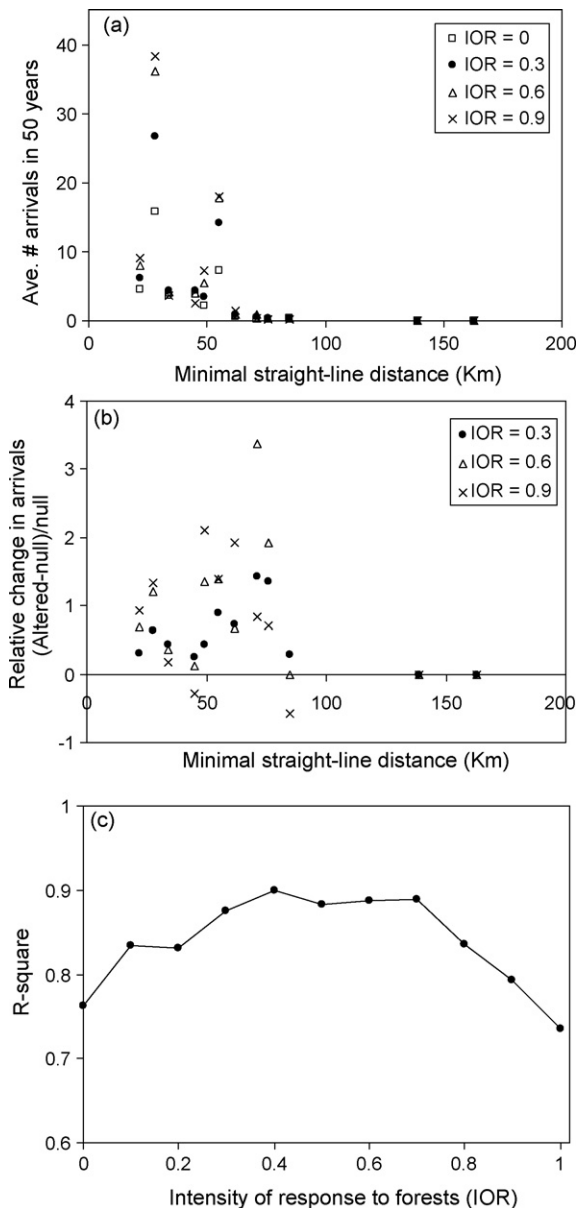 (a)
Ave. # arrivals in 50 years
40
30
20
10
0
IOR = 0
IOR = 0.3
IOR = 0.6
IOR = 0.9
0 50 100 150 200
Minimal straight-line distance (Km)
(b)
Relative change in arrivals
(Altered-null)/null
4
3
2
1
0
-1
IOR = 0.3
IOR = 0.6
IOR = 0.9
0 50 100 150 200
Minimal straight-line distance (Km)
(c)
R-square
1
0.9
0.8
0.7
0.6
0 0.2 0.4 0.6 0.8 1
Intensity of response to forests (IOR)